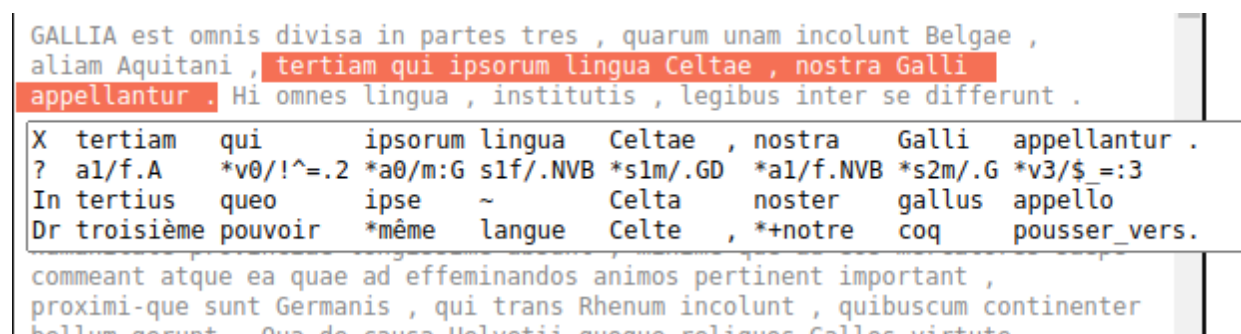 GALLIA est omnis divisa in partes tres , quarum unam incolunt Belgae ,
aliam Aquitani , tertiam qui ipsorum lingua Celtae , nostra Galli
appellantur . Hi omnes lingua , institutis , legibus inter se differunt .
X tertiam qui ipsorum lingua Celtae , nostra Galli appellantur .
? a1/f.A *v0/!^=.2 *a0/m:G s1f/.NVB *s1m/.GD *a1/f.NVB *s2m/.G *v3/$_=:3
In tertius queo ipse ~ Celta noster gallus appello
Dr troisième pouvoir *même langue Celte , *+notre coq pousser_vers.
commeant atque ea quae ad effeminandos animos pertinent important ,
proximi-que sunt Germanis , qui trans Rhenum incolunt , quibuscum continenter